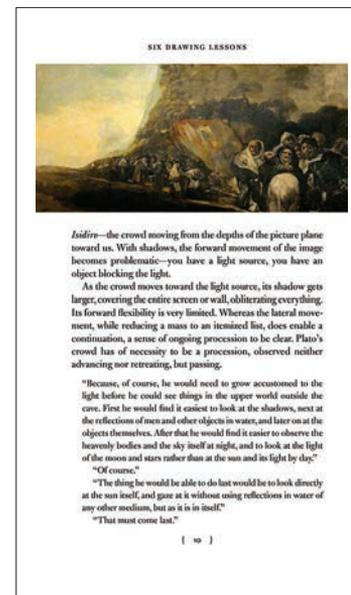 SIX DRAWING LESSONS
Isidro—the crowd moving from the depths of the picture plane
toward us. With shadows, the forward movement of the image
becomes problematic—you have a light source, you have an
object blocking the light.
As the crowd moves toward the light source, its shadow gets
larger, covering the entire screen or wall, obliterating everything.
Its forward flexibility is very limited. Whereas the lateral move-
ment, while reducing a mass to an itemized list, does enable a
continuation, a sense of ongoing procession to be clear. Plato's
crowd has of necessity to be a procession, observed neither
advancing nor retreating, but passing.
"Because, of course, he would need to grow accustomed to the
light before he could see things in the upper world outside the
cave. First he would find it easiest to look at the shadows, next at
the reflections of men and other objects in water, and later on at the
objects themselves. After that he would find it easier to observe the
heavenly bodies and the sky itself at night, and to look at the light
of the moon and stars rather than at the sun and its light by day."
"Of course."
"The thing he would be able to do last would be to look directly
at the sun itself, and gaze at it without using reflections in water of
any other medium, but as it is in itself."
"That must come last."
{ 19 }